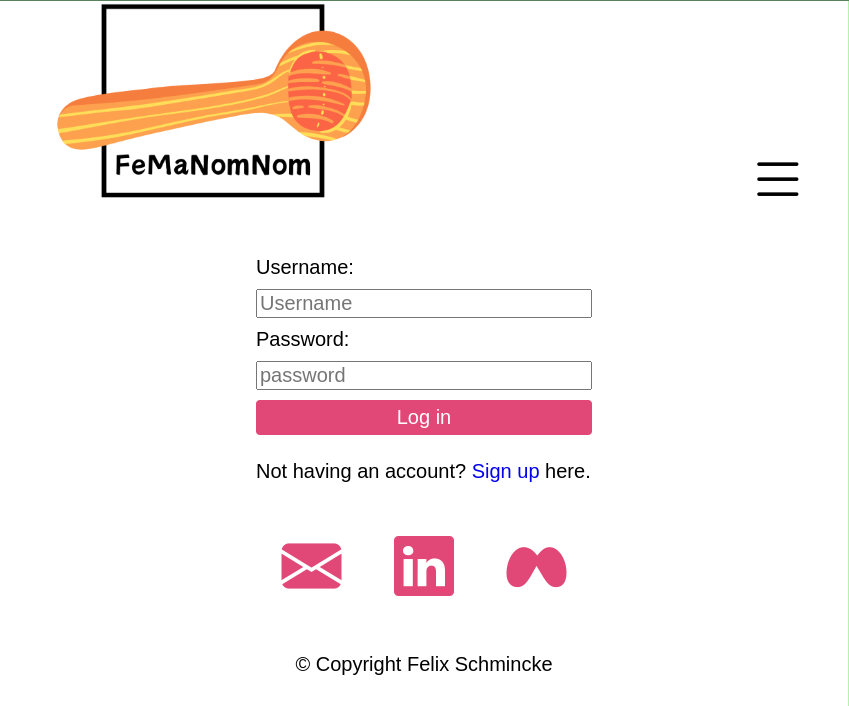 FeMaNomNom
Username:
Username
Password:
password
Log in
Not having an account? Sign up here.
in
© Copyright Felix Schmincke